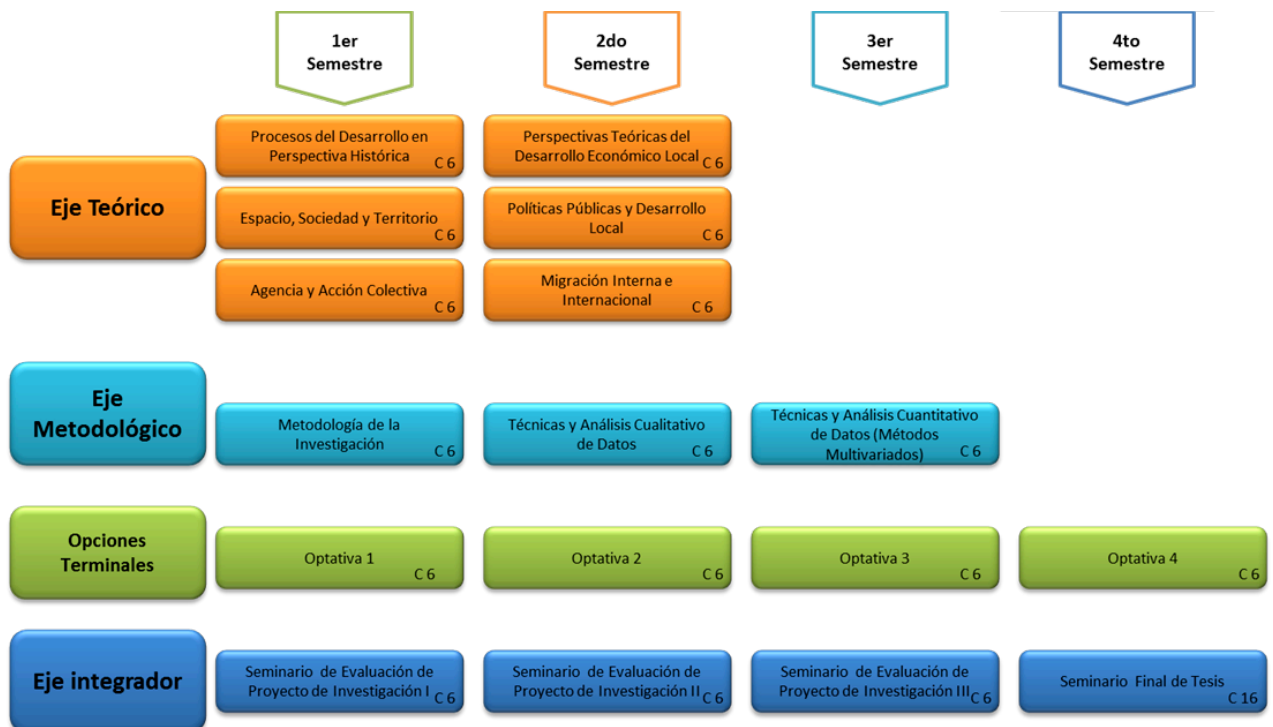 1er
Semestre
2do
Semestre
3er
Semestre
4to
Semestre
Eje Teórico
Procesos del Desarrollo en
Perspectiva Histórica
C 6
Perspectivas Teóricas del
Desarrollo Económico Local
C 6
Espacio, Sociedad y Territorio
C 6
Políticas Públicas y Desarrollo
Local
C 6
Agencia y Acción Colectiva
C 6
Migración Interna e
Internacional
C 6
Eje
Metodológico
Metodología de la
Investigación
C 6
Técnicas y Análisis Cualitativo
de Datos
C 6
Técnicas y Análisis Cuantitativo
de Datos (Métodos
Multivariados)
C 6
Opciones
Terminales
Optativa 1
C 6
Optativa 2
C 6
Optativa 3
C 6
Optativa 4
C 6
Eje integrador
Seminario de Evaluación de
Proyecto de Investigación I
C 6
Seminario de Evaluación de
Proyecto de Investigación II
C 6
Seminario de Evaluación de
Proyecto de Investigación III
C 6
Seminario Final de Tesis
C 16